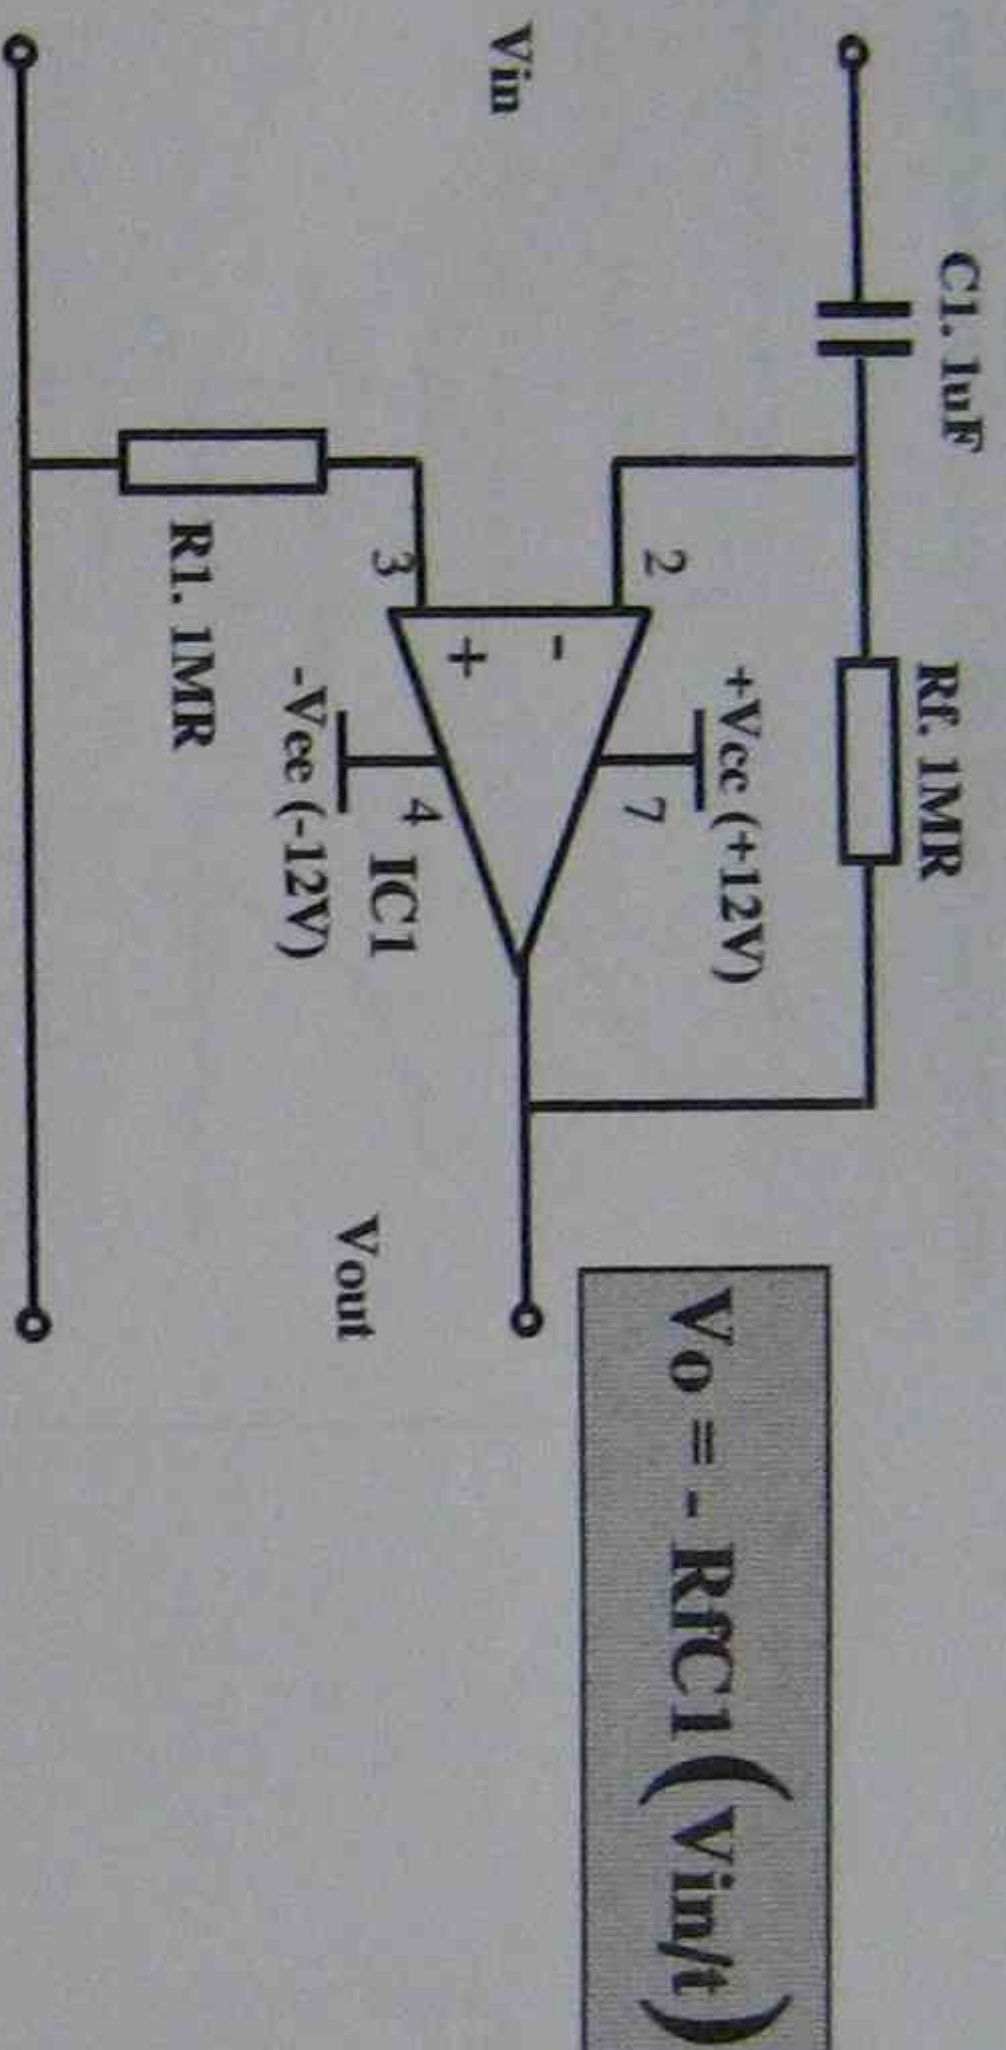 C1. 1uF
Rf. 1MR
Vo = - RfC1(Vin/t)
+Vcc (+12V)
2
7
Vin
-
+
3
4
IC1
-Vee (-12V)
Vout
R1. 1MR